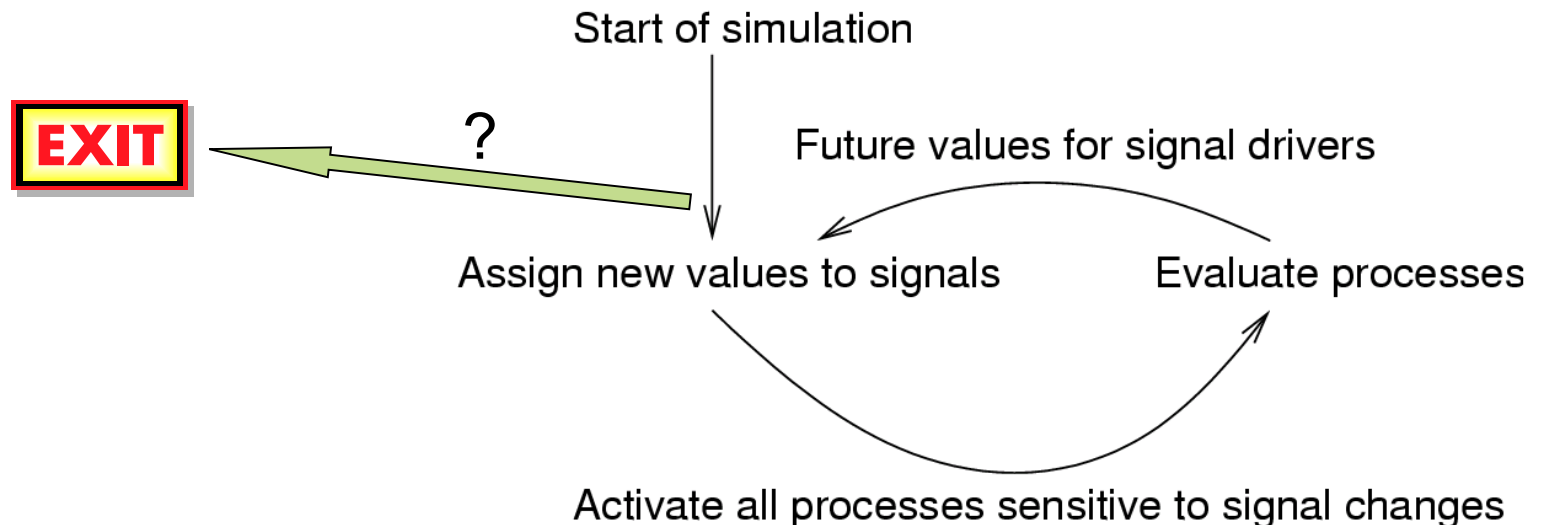 Start of simulation
EXIT
?
Future values for signal drivers
Assign new values to signals
Evaluate processes
Activate all processes sensitive to signal changes